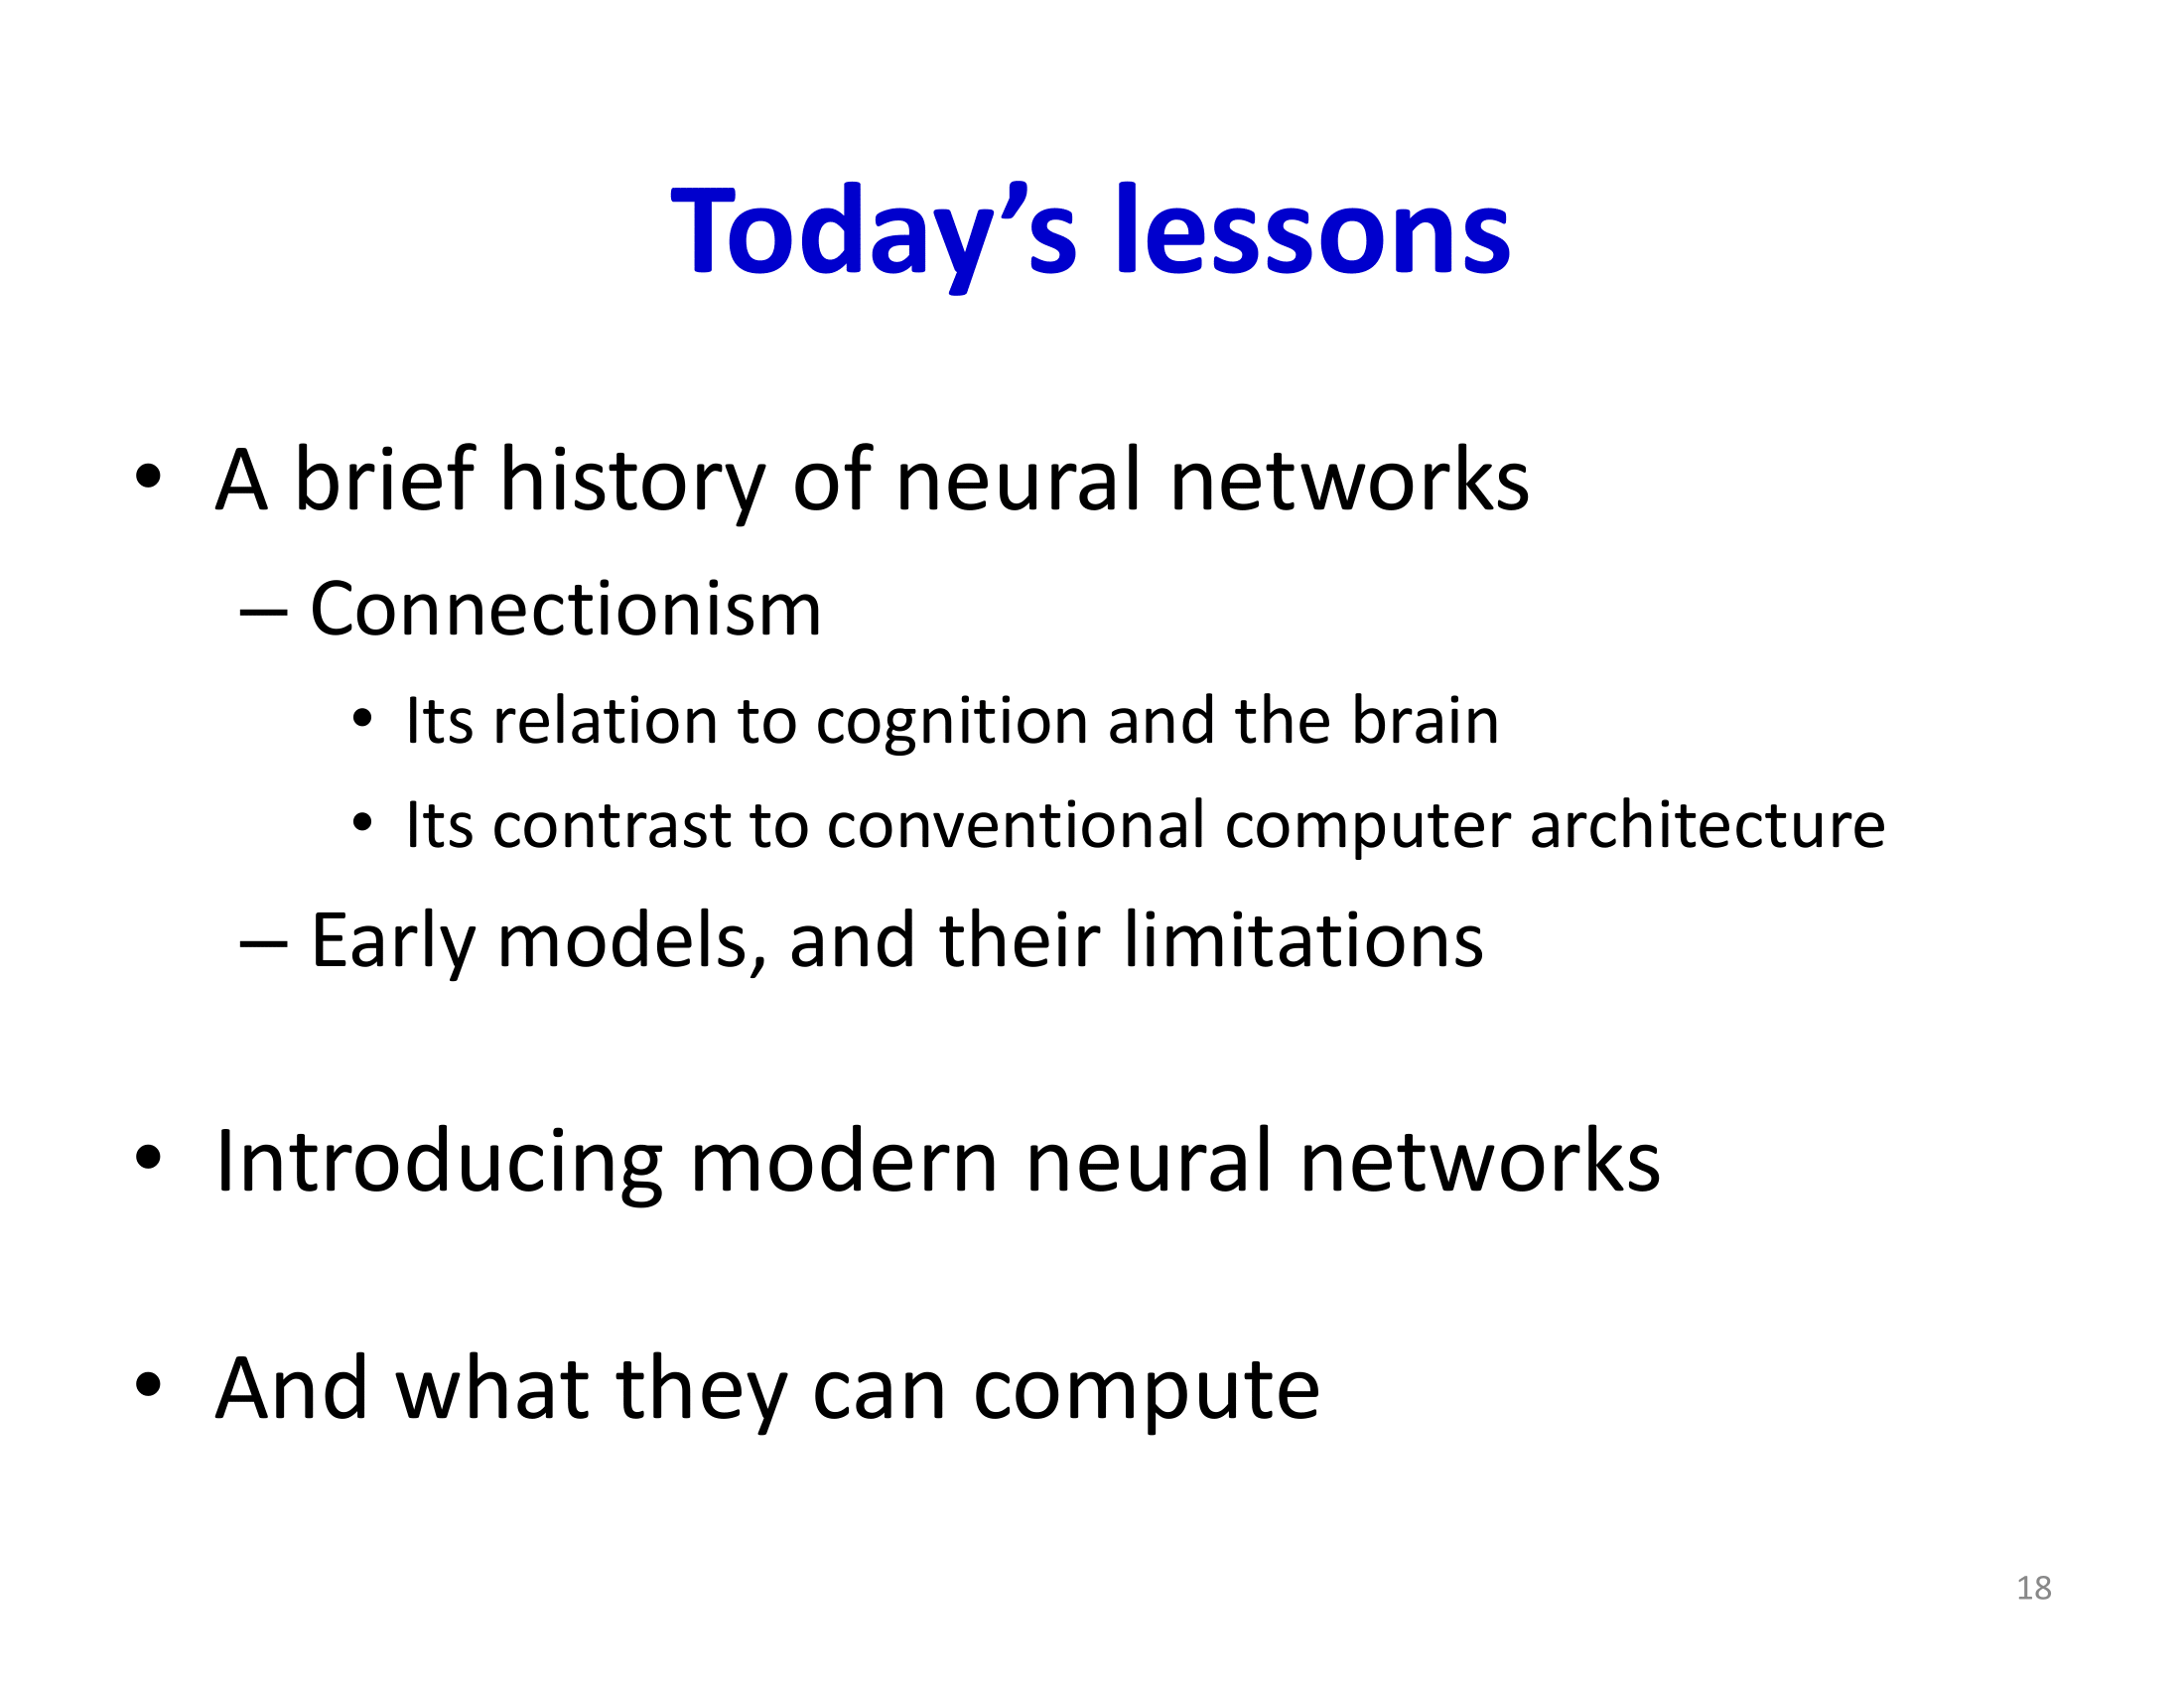 Today’s lessons
• A brief history of neural networks
– Connectionism
• Its relation to cognition and the brain
• Its contrast to conventional computer architecture
– Early models, and their limitations
• Introducing modern neural networks
• And what they can compute
18